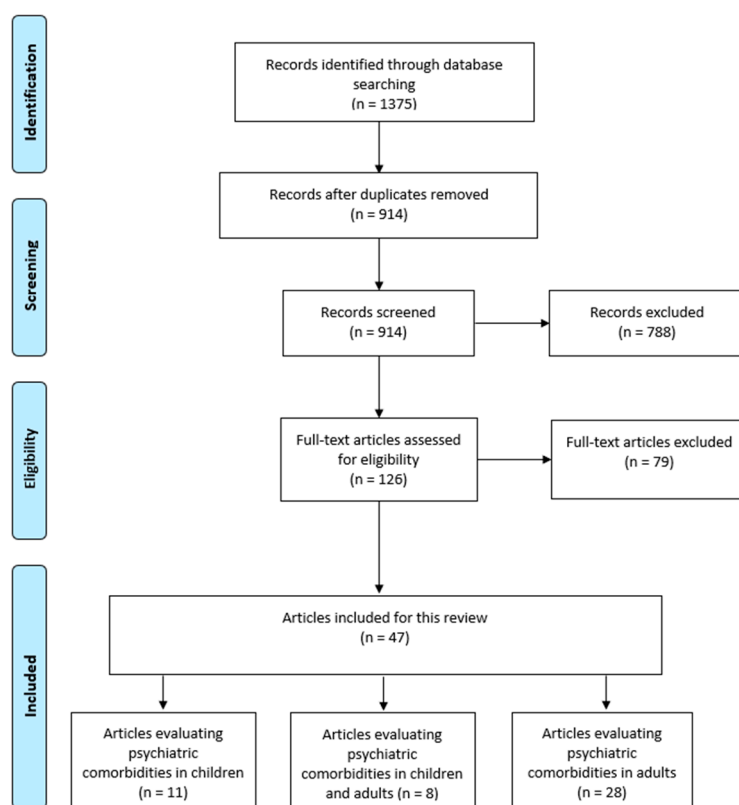 Identification
Records identified through database
searching
(n = 1375)
Records after duplicates removed
(n = 914)
Screening
Records screened
(n = 914)
Records excluded
(n = 788)
Eligibility
Full-text articles assessed
for eligibility
(n = 126)
Full-text articles excluded
(n = 79)
Included
Articles included for this review
(n = 47)
Articles evaluating
psychiatric
comorbidities in children
(n = 11)
Articles evaluating
psychiatric
comorbidities in children
and adults (n = 8)
Articles evaluating
psychiatric
comorbidities in adults
(n = 28)